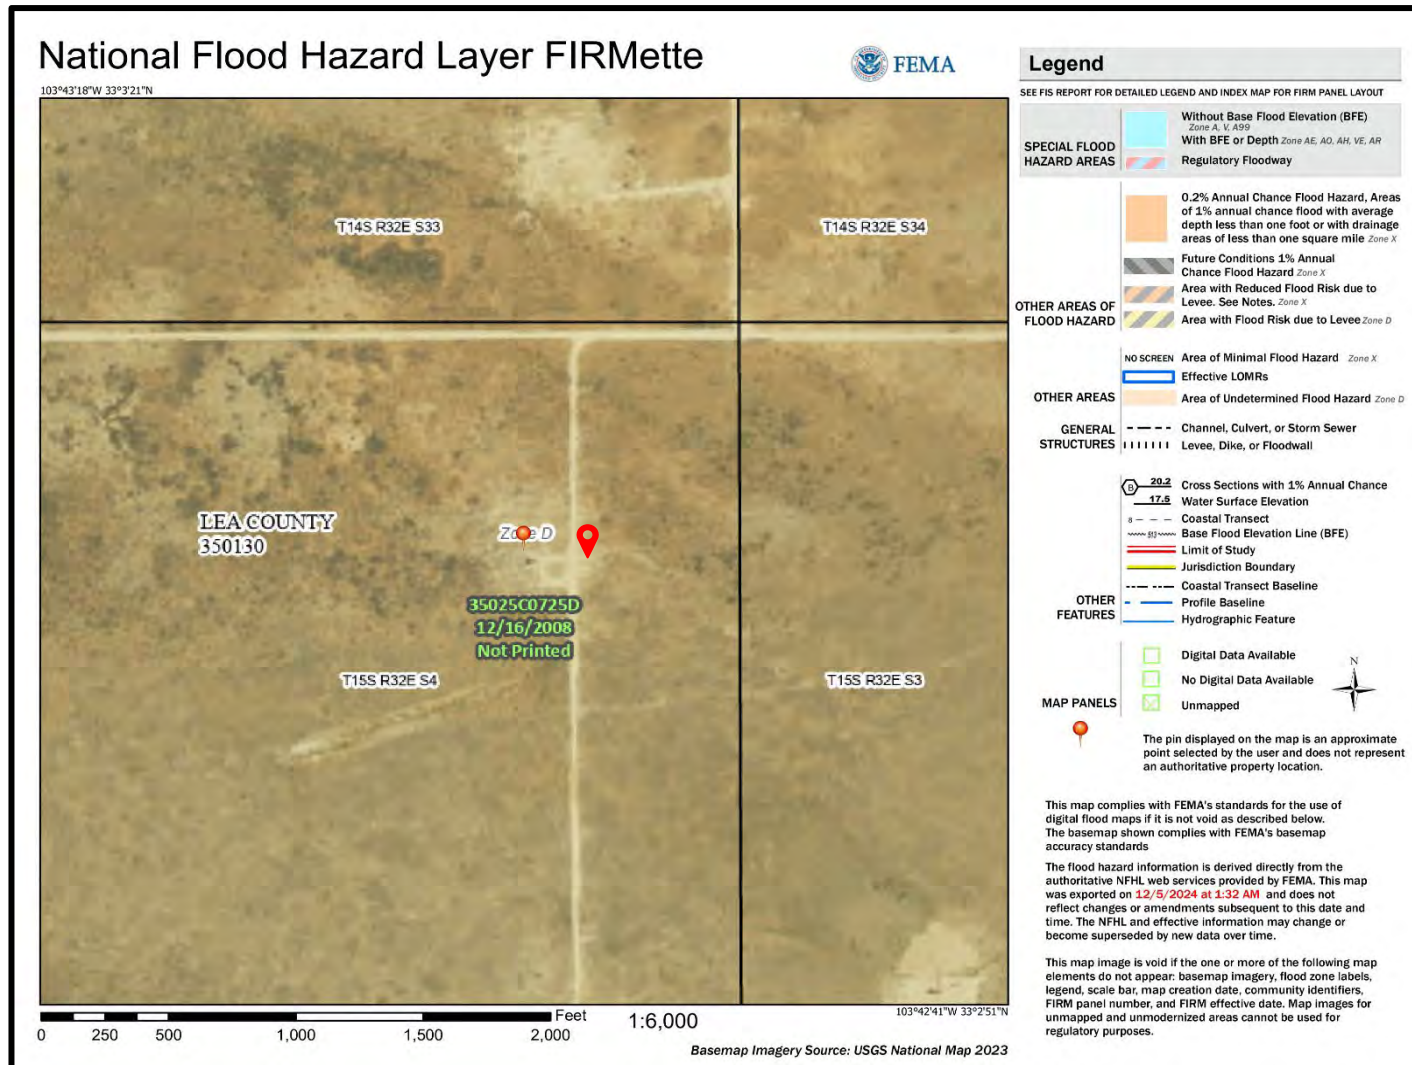 National Flood Hazard Layer FIRMette
FEMA
103°43'18"W 33°3'21"N
T14S R32E S33
T14S R32E S34
LEA COUNTY
350130
Zone D
35025C0725D
12/16/2008
Not Printed
T15S R32E S4
T15S R32E S3
103°42'41"W 33°2'51"N
Feet
1:6,000
0 250 500 1,000 1,500 2,000
Basemap Imagery Source: USGS National Map 2023
Legend
SEE FIS REPORT FOR DETAILED LEGEND AND INDEX MAP FOR FIRM PANEL LAYOUT
SPECIAL FLOOD
HAZARD AREAS
Without Base Flood Elevation (BFE)
Zone A, V, A99
With BFE or Depth Zone AE, AO, AH, VE, AR
Regulatory Floodway
OTHER AREAS OF
FLOOD HAZARD
0.2% Annual Chance Flood Hazard, Areas
of 1% annual chance flood with average
depth less than one foot or with drainage
areas of less than one square mile Zone X
Future Conditions 1% Annual
Chance Flood Hazard Zone X
Area with Reduced Flood Risk due to
Levee. See Notes. Zone X
Area with Flood Risk due to Levee Zone D
OTHER AREAS
NO SCREEN Area of Minimal Flood Hazard Zone X
Effective LOMRs
Area of Undetermined Flood Hazard Zone D
GENERAL
STRUCTURES
Channel, Culvert, or Storm Sewer
Levee, Dike, or Floodwall
OTHER
FEATURES
B 20.2 Cross Sections with 1% Annual Chance
17.5 Water Surface Elevation
8 Coastal Transect
Base Flood Elevation Line (BFE)
Limit of Study
Jurisdiction Boundary
Coastal Transect Baseline
Profile Baseline
Hydrographic Feature
MAP PANELS
Digital Data Available
No Digital Data Available
Unmapped
N
The pin displayed on the map is an approximate
point selected by the user and does not represent
an authoritative property location.
This map complies with FEMA's standards for the use of
digital flood maps if it is not void as described below.
The basemap shown complies with FEMA's basemap
accuracy standards
The flood hazard information is derived directly from the
authoritative NFHL web services provided by FEMA. This map
was exported on 12/5/2024 at 1:32 AM and does not
reflect changes or amendments subsequent to this date and
time. The NFHL and effective information may change or
become superseded by new data over time.
This map image is void if the one or more of the following map
elements do not appear: basemap imagery, flood zone labels,
legend, scale bar, map creation date, community identifiers,
FIRM panel number, and FIRM effective date. Map images for
unmapped and unmodernized areas cannot be used for
regulatory purposes.